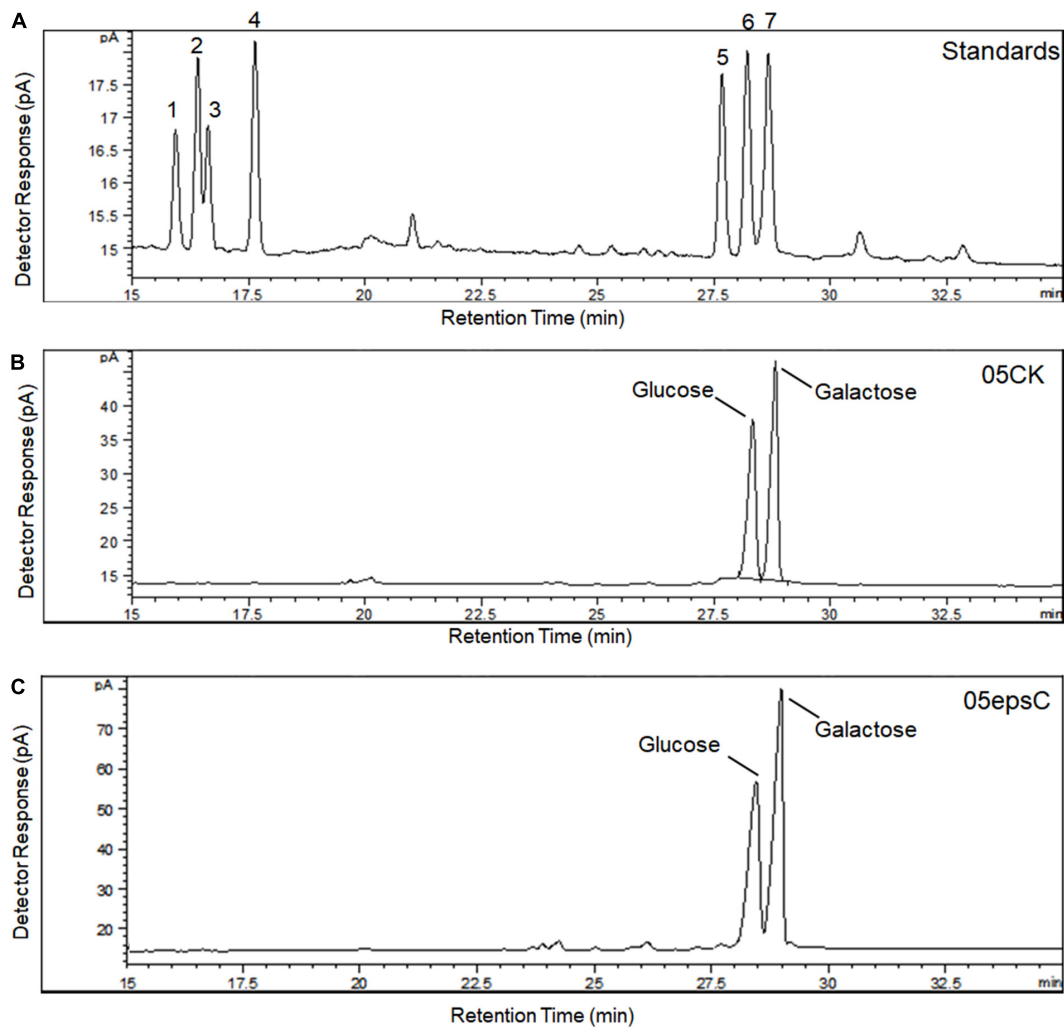 A
pA
1
2
3
4
5
6 7
Standards
Detector Response (pA)
17.5
17
16.5
16
15.5
15
15 17.5 20 22.5 25 27.5 30 32.5 min
Retention Time (min)
B
pA
05CK
Glucose
Galactose
Detector Response (pA)
40
35
30
25
20
15
15 17.5 20 22.5 25 27.5 30 32.5 min
Retention Time (min)
C
pA
05epsC
Glucose
Galactose
Detector Response (pA)
70
60
50
40
30
20
15 17.5 20 22.5 25 27.5 30 32.5 min
Retention Time (min)